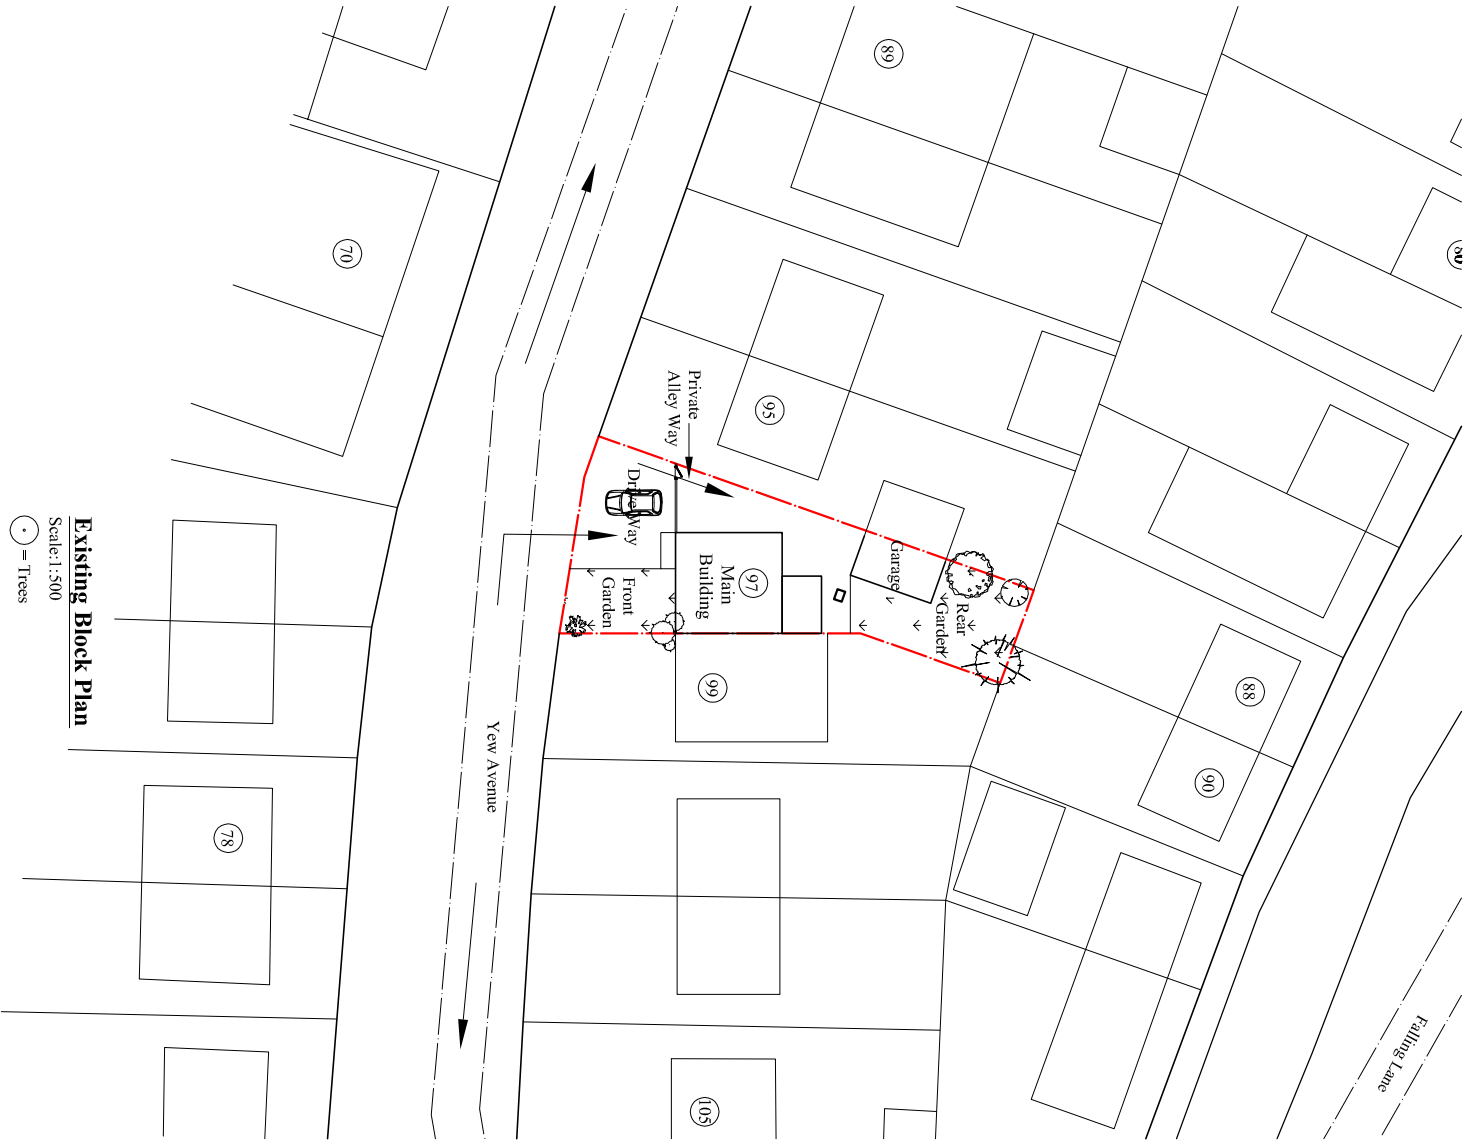 89
80
70
95
Private
Alley Way
Drive Way
Garage
Rear
Garden
Front
Garden
Main
Building
97
99
88
90
Yew Avenue
78
105
Falling Lane
Existing Block Plan
Scale:1:500
= Trees